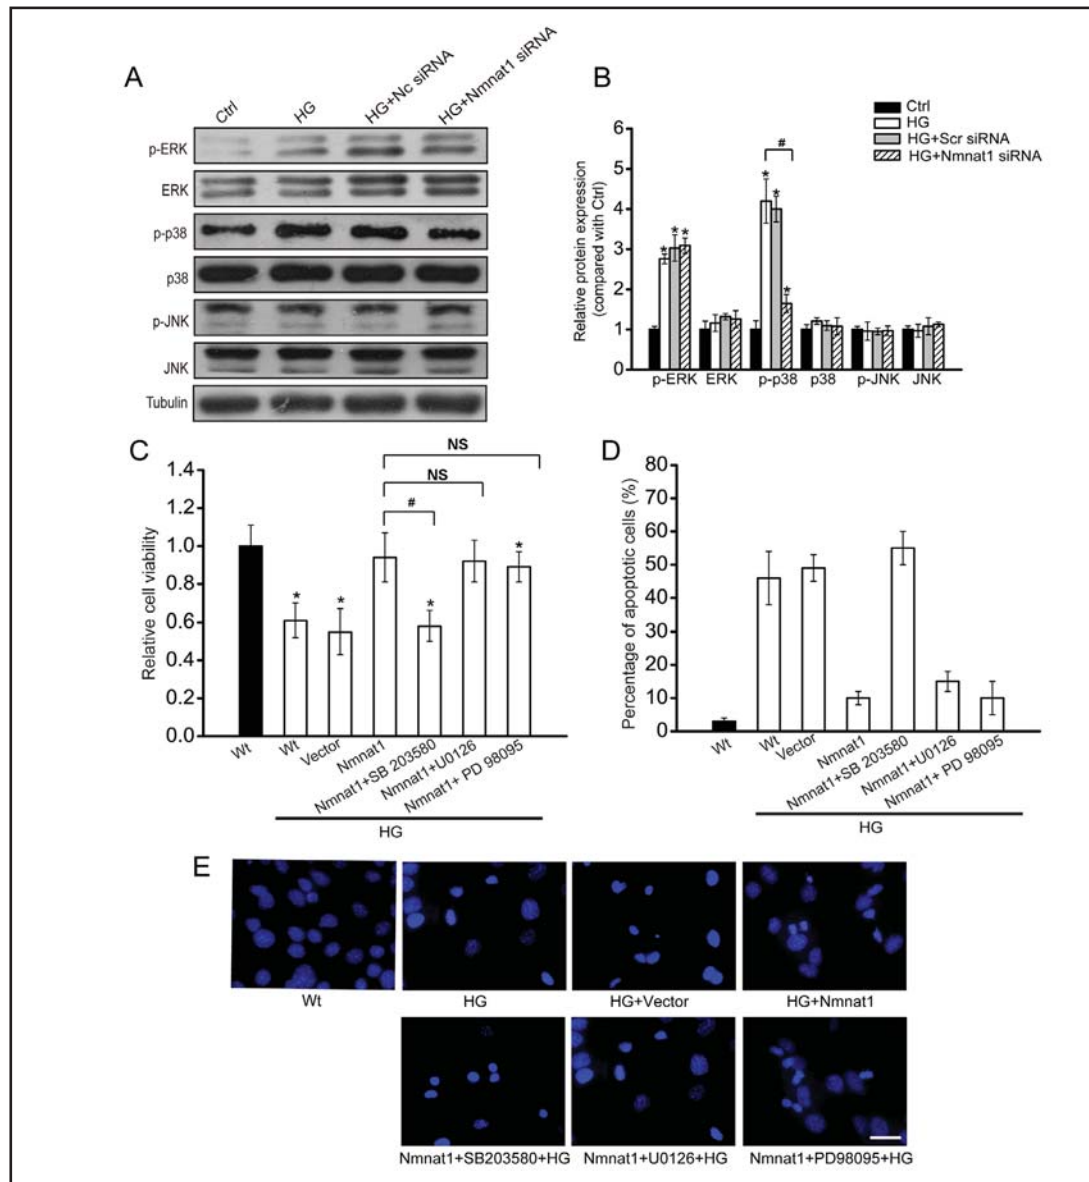 A
Ctrl
HG
HG+Nc siRNA
HG+Nmnat1 siRNA
p-ERK
ERK
p-p38
p38
p-JNK
JNK
Tubulin
B
Ctrl
HG
HG+Scr siRNA
HG+Nmnat1 siRNA
Relative protein expression
(compared with Ctrl)
6
5
4
3
2
1
0
* * *
* # * *
p-ERK ERK p-p38 p38 p-JNK JNK
C
NS
NS
#
Relative cell viability
1.4
1.2
1.0
0.8
0.6
0.4
0.2
0.0
* * * *
Wt
Wt
Vector
Nmnat1
Nmnat1+SB 203580
Nmnat1+U0126
Nmnat1+ PD 98095
HG
D
Percentage of apoptotic cells (%)
80
70
60
50
40
30
20
10
0
Wt
Wt
Vector
Nmnat1
Nmnat1+SB 203580
Nmnat1+U0126
Nmnat1+ PD 98095
HG
E
Wt
HG
HG+Vector
HG+Nmnat1
Nmnat1+SB203580+HG
Nmnat1+U0126+HG
Nmnat1+PD98095+HG